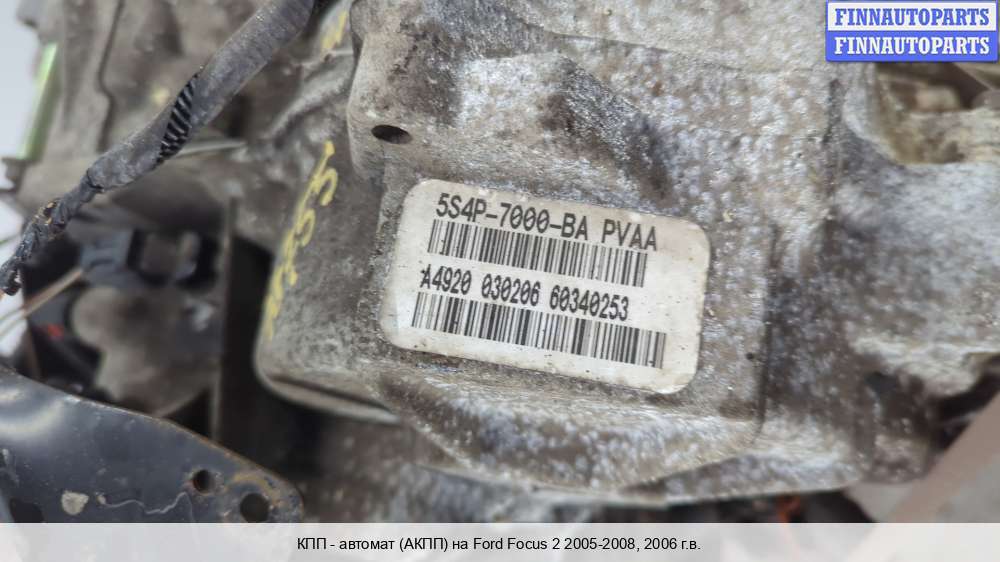 FINNAUTOPARTS
FINNAUTOPARTS
5S4P-7000-BA PVAA
A4920 030206 60340253
КПП - автомат (АКПП) на Ford Focus 2 2005-2008, 2006 г.в.